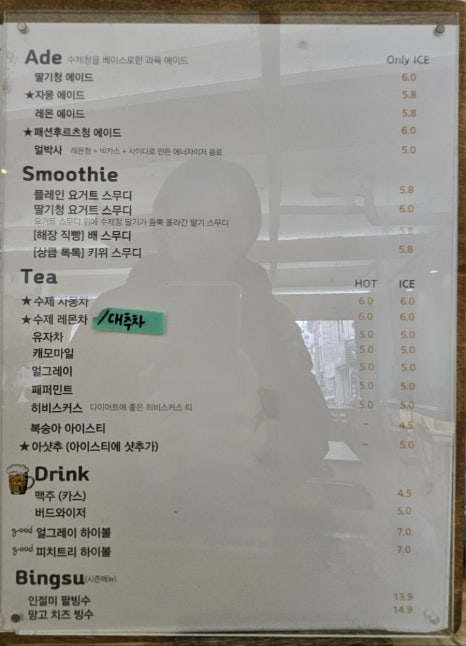 Ade 수제청을 베이스로한 과육 에이드 Only ICE
딸기청 에이드 6.0
★자몽 에이드 5.8
레몬 에이드 5.8
★패션후르츠청 에이드 6.0
얼박사 레몬청 + 박카스 + 사이다로 만든 에너자이저 음료 5.0
Smoothie
플레인 요거트 스무디 5.8
딸기청 요거트 스무디 6.0
요거트 스무디 위에 수제청 딸기가 듬뿍 올라간 딸기 스무디
[해장 직빵] 배 스무디 5.8
[상큼 톡톡] 키위 스무디 5.8
Tea HOT ICE
★수제 자몽차 6.0 6.0
★수제 레몬차 /대추차 6.0 6.0
유자차 5.0 5.0
캐모마일 5.0 5.0
얼그레이 5.0 5.0
페퍼민트 5.0 5.0
히비스커스 다이어트에 좋은 히비스커스 티 5.0 5.0
복숭아 아이스티 - 4.5
★아샷추 (아이스티에 샷추가) - 5.0
Drink
맥주 (카스) 4.5
버드와이저 5.0
good 얼그레이 하이볼 7.0
good 피치트리 하이볼 7.0
Bingsu(시즌메뉴)
인절미 팥빙수 13.9
망고 치즈 빙수 14.9